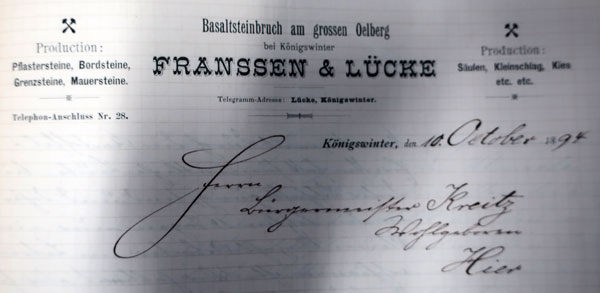 Production:
Pflastersteine, Bordsteine,
Grenzsteine, Mauersteine.
Telephon-Anschluss Nr. 28.
Basaltsteinbruch am grossen Oelberg
bei Königswinter
FRANSSEN & LÜCKE
Telegramm-Adresse: Lücke, Königswinter.
Production:
Säulen, Kleinschlag, Kies
etc. etc.
Königswinter, den 10. October 1894
Herrn
Bürgermeister Kreitz
Wohlgeboren
Hier